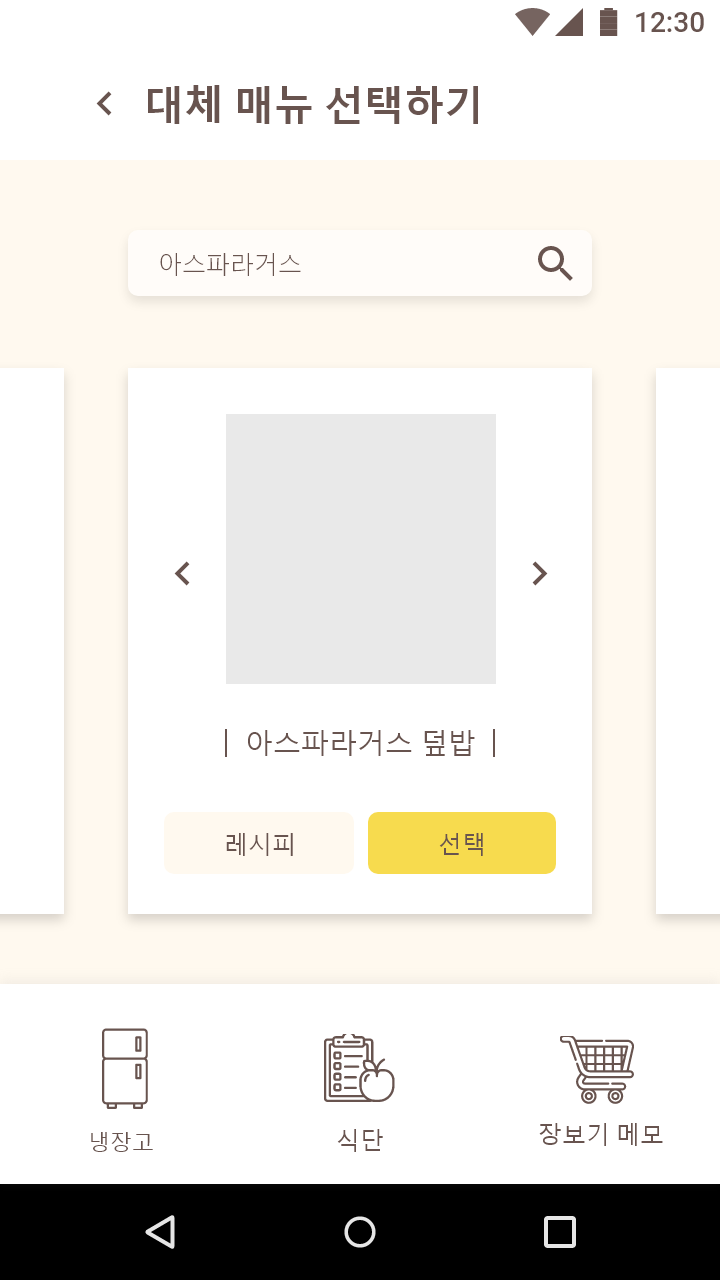 12:30
대체 매뉴 선택하기
아스파라거스
| 아스파라거스 덮밥 |
레시피
선택
냉장고
식단
장보기 메모